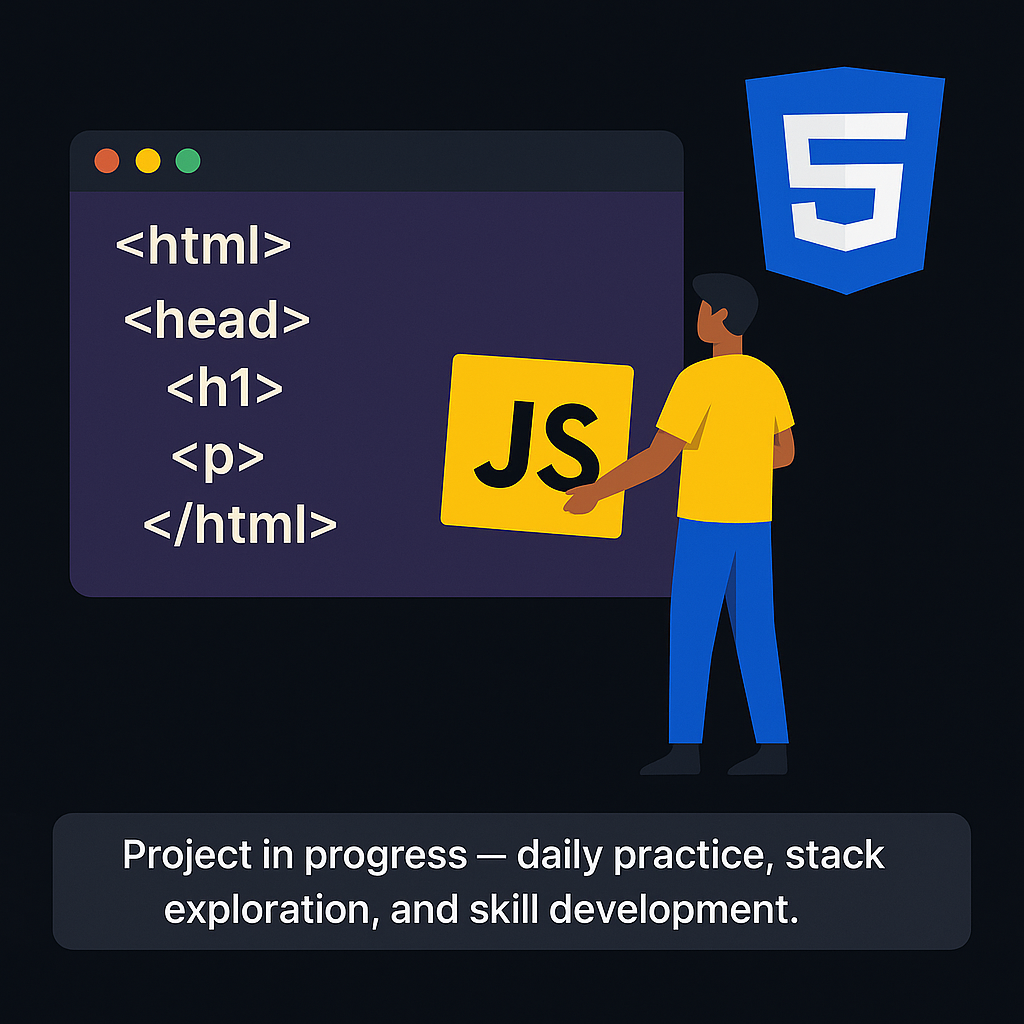 <html>
<head>
<h1>
<p>
</html>
JS
5
Project in progress — daily practice, stack
exploration, and skill development.